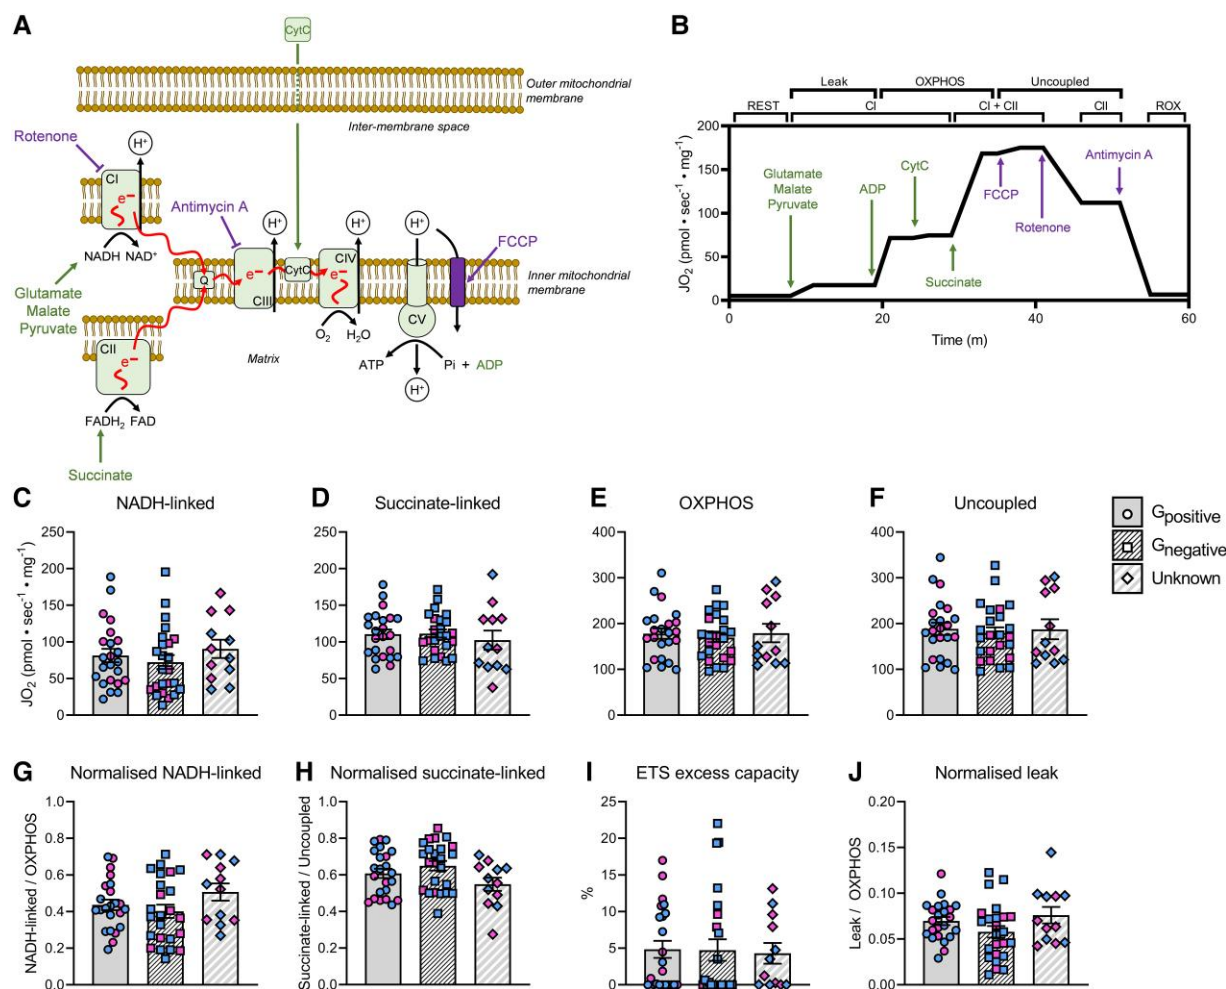 A
CytC
Outer mitochondrial
membrane
Inter-membrane space
Rotenone
H⁺
CI
e−
NADH NAD⁺
Antimycin A
H⁺
H⁺
H⁺
FCCP
Q
e−
CIII
CytC
CIV
e−
Inner mitochondrial
membrane
Glutamate
Malate
Pyruvate
CV
O₂ H₂O
CII
e−
Matrix
ATP Pi + ADP
H⁺
FADH₂ FAD
Succinate
B
Leak OXPHOS Uncoupled
REST CI CI + CII CII ROX
JO₂ (pmol • sec⁻¹ • mg⁻¹)
200
150
100
50
0
Glutamate
Malate
Pyruvate
ADP
CytC
Succinate
FCCP
Rotenone
Antimycin A
0 20 40 60
Time (m)
C NADH-linked
JO₂ (pmol • sec⁻¹ • mg⁻¹)
250
200
150
100
50
0
D Succinate-linked
250
200
150
100
50
0
E OXPHOS
400
300
200
100
0
F Uncoupled
400
300
200
100
0
Gpositive
Gnegative
Unknown
G Normalised NADH-linked
NADH-linked / OXPHOS
1.0
0.8
0.6
0.4
0.2
0.0
H Normalised succinate-linked
Succinate-linked / Uncoupled
1.0
0.8
0.6
0.4
0.2
0.0
I ETS excess capacity
%
25
20
15
10
5
0
J Normalised leak
Leak / OXPHOS
0.20
0.15
0.10
0.05
0.00